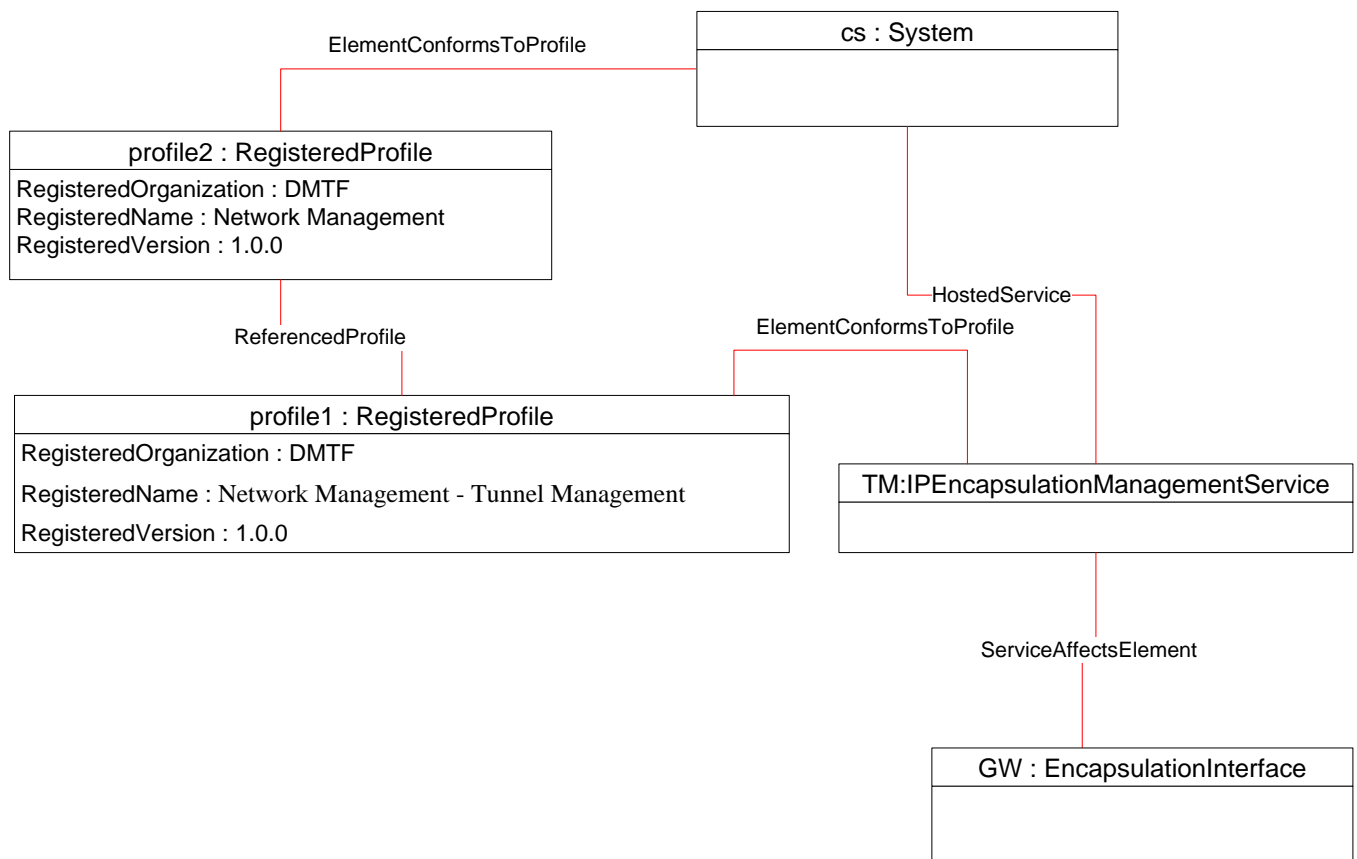 cs : System
ElementConformsToProfile
profile2 : RegisteredProfile
RegisteredOrganization : DMTF
RegisteredName : Network Management
RegisteredVersion : 1.0.0
HostedService
ReferencedProfile
ElementConformsToProfile
profile1 : RegisteredProfile
RegisteredOrganization : DMTF
RegisteredName : Network Management - Tunnel Management
RegisteredVersion : 1.0.0
TM:IPEncapsulationManagementService
ServiceAffectsElement
GW : EncapsulationInterface